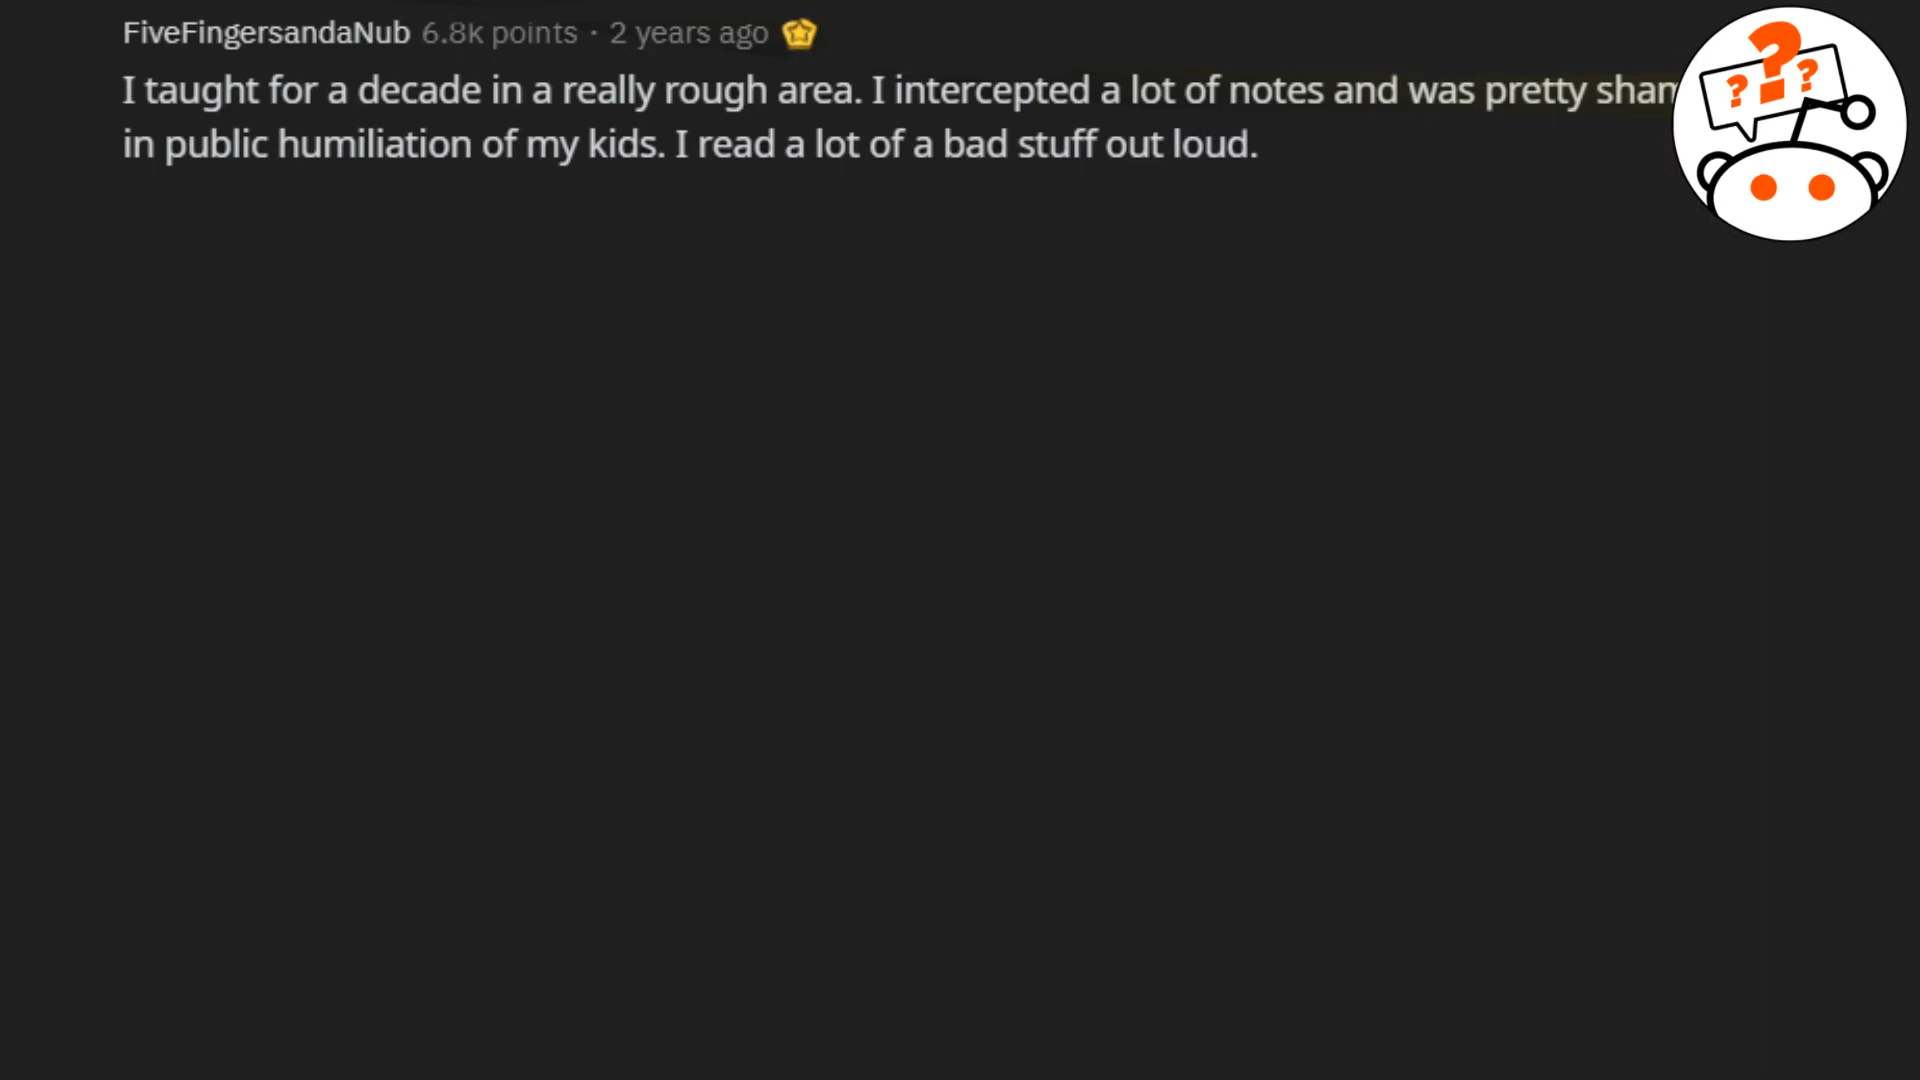 FiveFingersandaNub 6.8k points · 2 years ago
I taught for a decade in a really rough area. I intercepted a lot of notes and was pretty
in public humiliation of my kids. I read a lot of a bad stuff out loud.
? ? ?